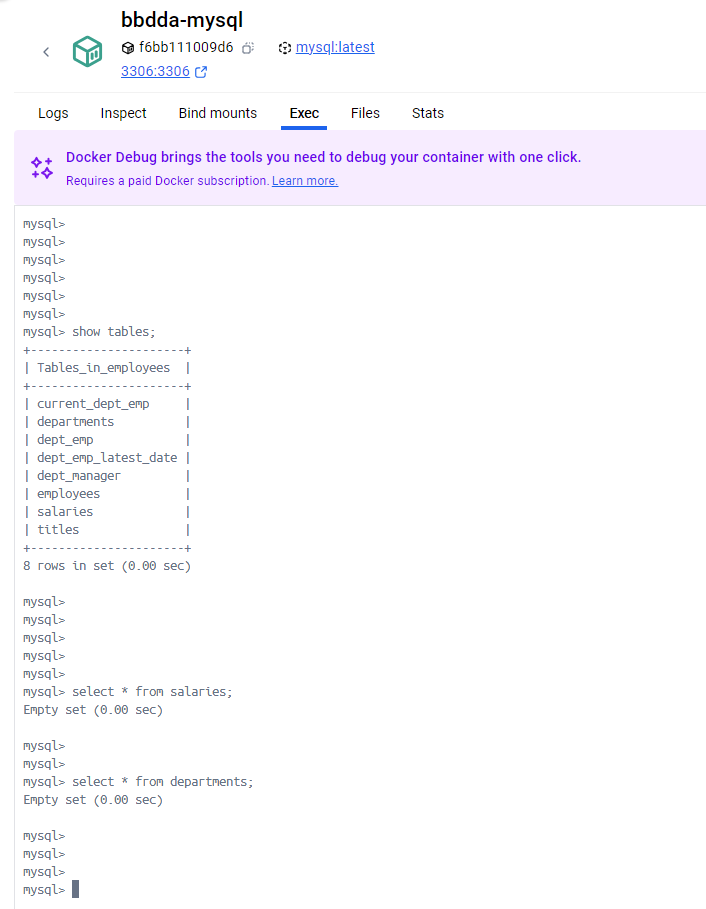 bbdda-mysql
f6bb111009d6 mysql:latest
3306:3306
Logs Inspect Bind mounts Exec Files Stats
Docker Debug brings the tools you need to debug your container with one click.
Requires a paid Docker subscription. Learn more.
mysql>
mysql>
mysql>
mysql>
mysql>
mysql>
mysql> show tables;
+----------------------+
| Tables_in_employees  |
+----------------------+
| current_dept_emp     |
| departments          |
| dept_emp             |
| dept_emp_latest_date |
| dept_manager         |
| employees            |
| salaries             |
| titles               |
+----------------------+
8 rows in set (0.00 sec)
mysql>
mysql>
mysql>
mysql>
mysql>
mysql> select * from salaries;
Empty set (0.00 sec)
mysql>
mysql>
mysql> select * from departments;
Empty set (0.00 sec)
mysql>
mysql>
mysql>
mysql>